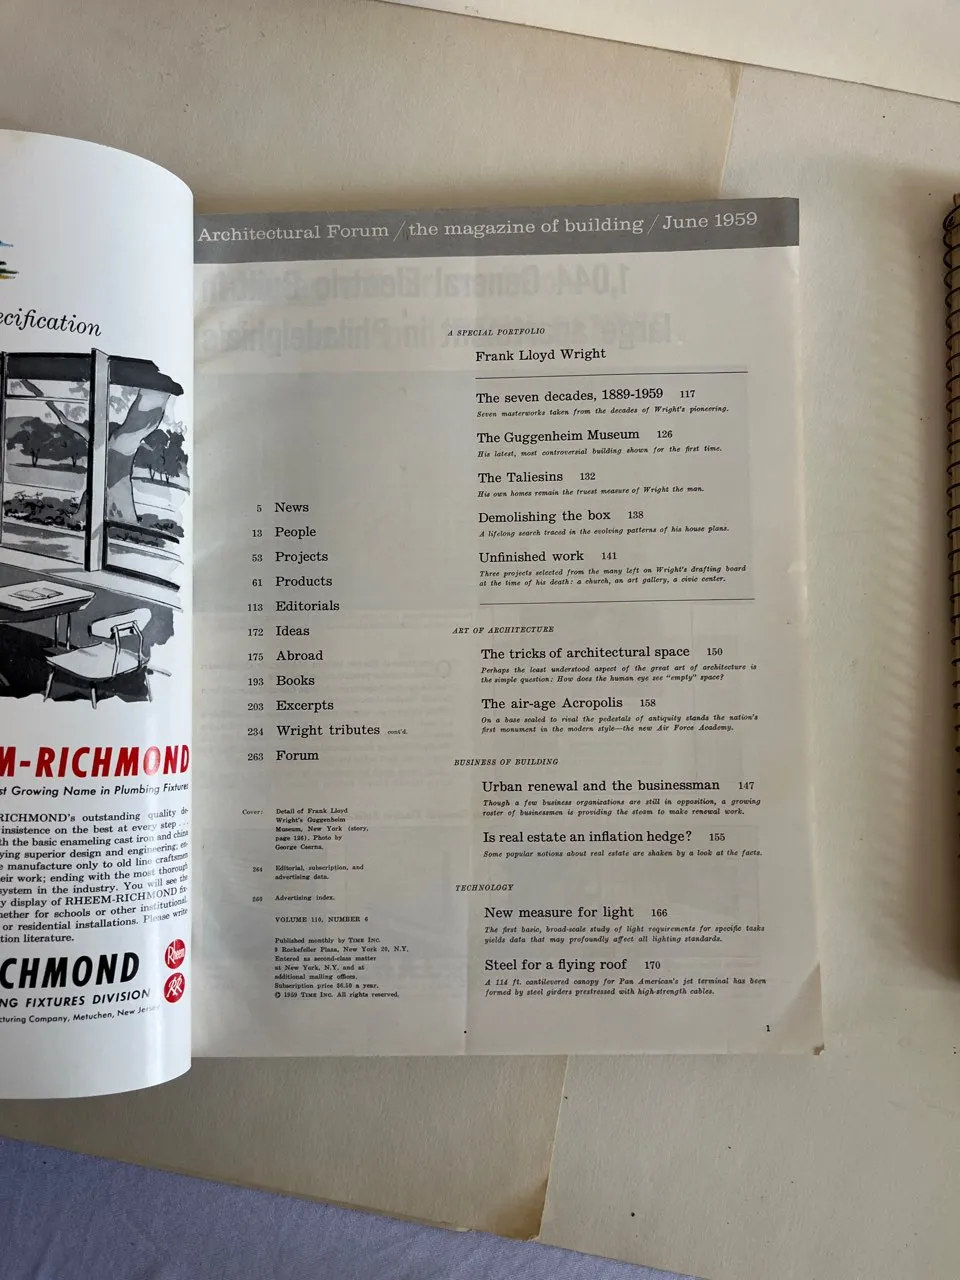 ecification
M-RICHMOND
st Growing Name in Plumbing Fixtures
RICHMOND's outstanding quality de-
insistence on the best at every step . . .
th the basic enameling cast iron and china
ying superior design and engineering, en-
e manufacture only to old line craftsmen
eir work; ending with the most thorough
system in the industry. You will see the
y display of RHEEM-RICHMOND fix-
hether for schools or other institutional,
or residential installations. Please write
tion literature.
CHMOND
NG FIXTURES DIVISION
cturing Company, Metuchen, New Jersey
Rheem
Architectural Forum / the magazine of building / June 1959
5 News
13 People
53 Projects
61 Products
113 Editorials
172 Ideas
175 Abroad
193 Books
203 Excerpts
234 Wright tributes cont'd.
263 Forum
Cover: Detail of Frank Lloyd
Wright's Guggenheim
Museum, New York (story,
page 126). Photo by
George Cserna.
264 Editorial, subscription, and
advertising data.
260 Advertising index.
VOLUME 110, NUMBER 6
Published monthly by TIME INC.
9 Rockefeller Plaza, New York 20, N.Y.
Entered as second-class matter
at New York, N.Y. and at
additional mailing offices.
Subscription price $6.50 a year.
© 1959 TIME INC. All rights reserved.
A SPECIAL PORTFOLIO
Frank Lloyd Wright
The seven decades, 1889-1959 117
Seven masterworks taken from the decades of Wright's pioneering.
The Guggenheim Museum 126
His latest, most controversial building shown for the first time.
The Taliesins 132
His own homes remain the truest measure of Wright the man.
Demolishing the box 138
A lifelong search traced in the evolving patterns of his house plans.
Unfinished work 141
Three projects selected from the many left on Wright's drafting board
at the time of his death: a church, an art gallery, a civic center.
ART OF ARCHITECTURE
The tricks of architectural space 150
Perhaps the least understood aspect of the great art of architecture is
the simple question: How does the human eye see "empty" space?
The air-age Acropolis 158
On a base scaled to rival the pedestals of antiquity stands the nation's
first monument in the modern style—the new Air Force Academy.
BUSINESS OF BUILDING
Urban renewal and the businessman 147
Though a few business organizations are still in opposition, a growing
roster of businessmen is providing the steam to make renewal work.
Is real estate an inflation hedge? 155
Some popular notions about real estate are shaken by a look at the facts.
TECHNOLOGY
New measure for light 166
The first basic, broad-scale study of light requirements for specific tasks
yields data that may profoundly affect all lighting standards.
Steel for a flying roof 170
A 114 ft. cantilevered canopy for Pan American's jet terminal has been
formed by steel girders prestressed with high-strength cables.
1